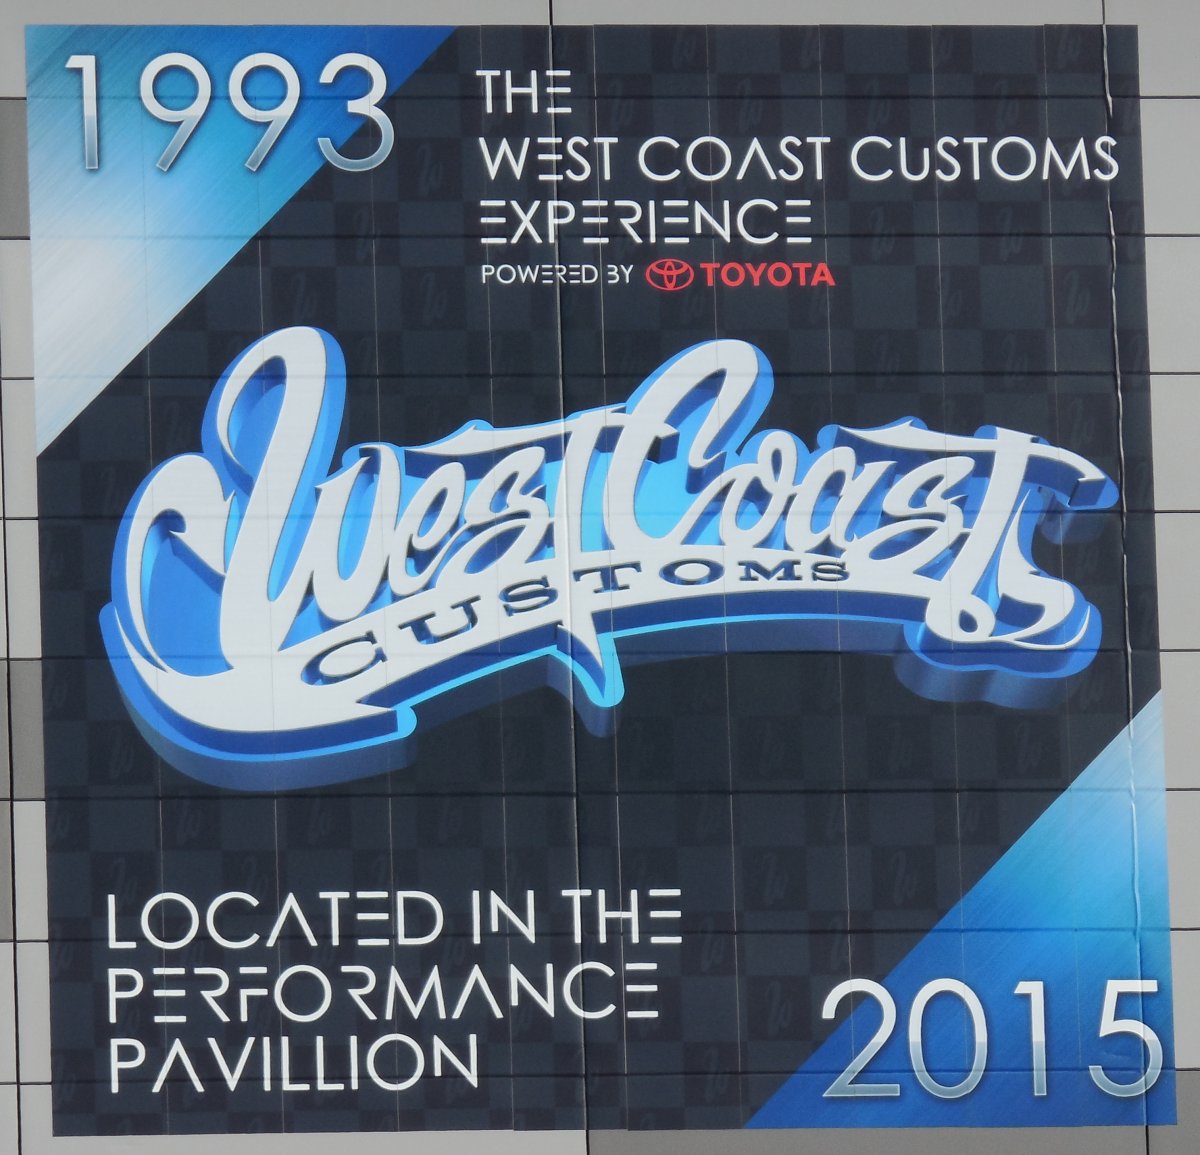 1993
THE
WEST COAST CUSTOMS
EXPERIENCE
POWERED BY TOYOTA
West Coast
CUSTOMS
LOCATED IN THE
PERFORMANCE
PAVILLION
2015